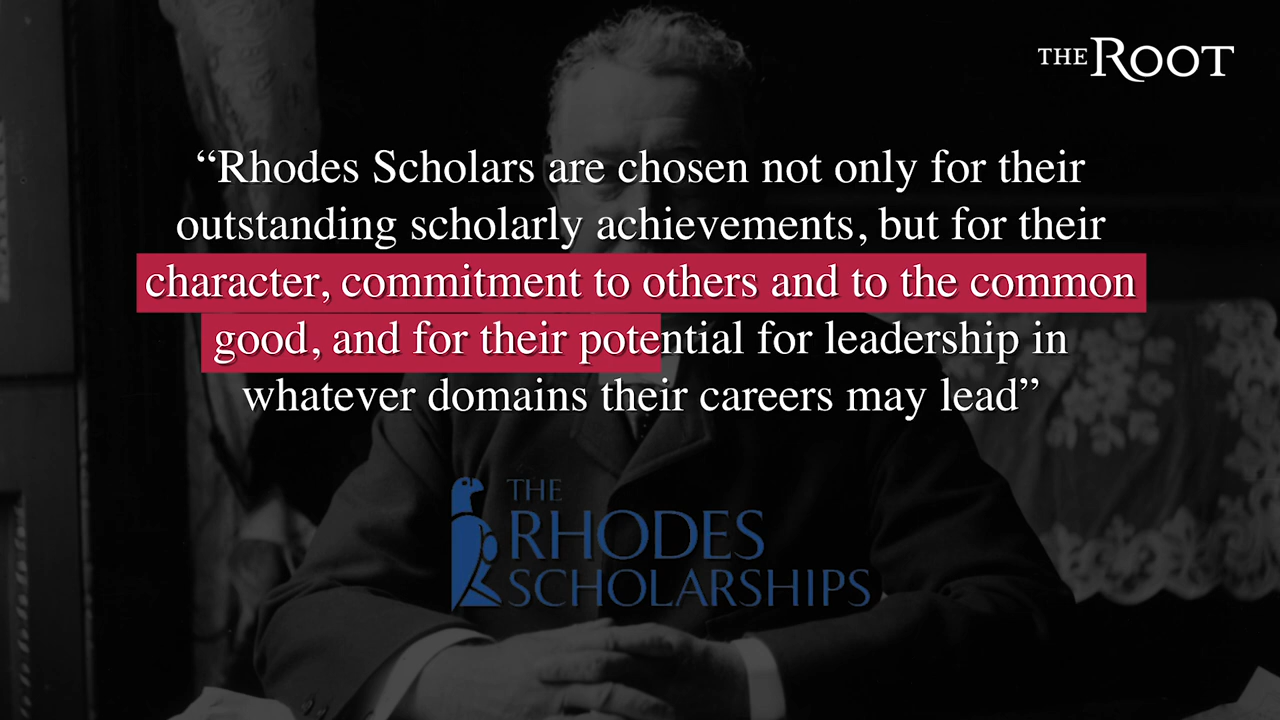 THE ROOT
“Rhodes Scholars are chosen not only for their
outstanding scholarly achievements, but for their
character, commitment to others and to the common
good, and for their potential for leadership in
whatever domains their careers may lead”
THE
RHODES
SCHOLARSHIPS